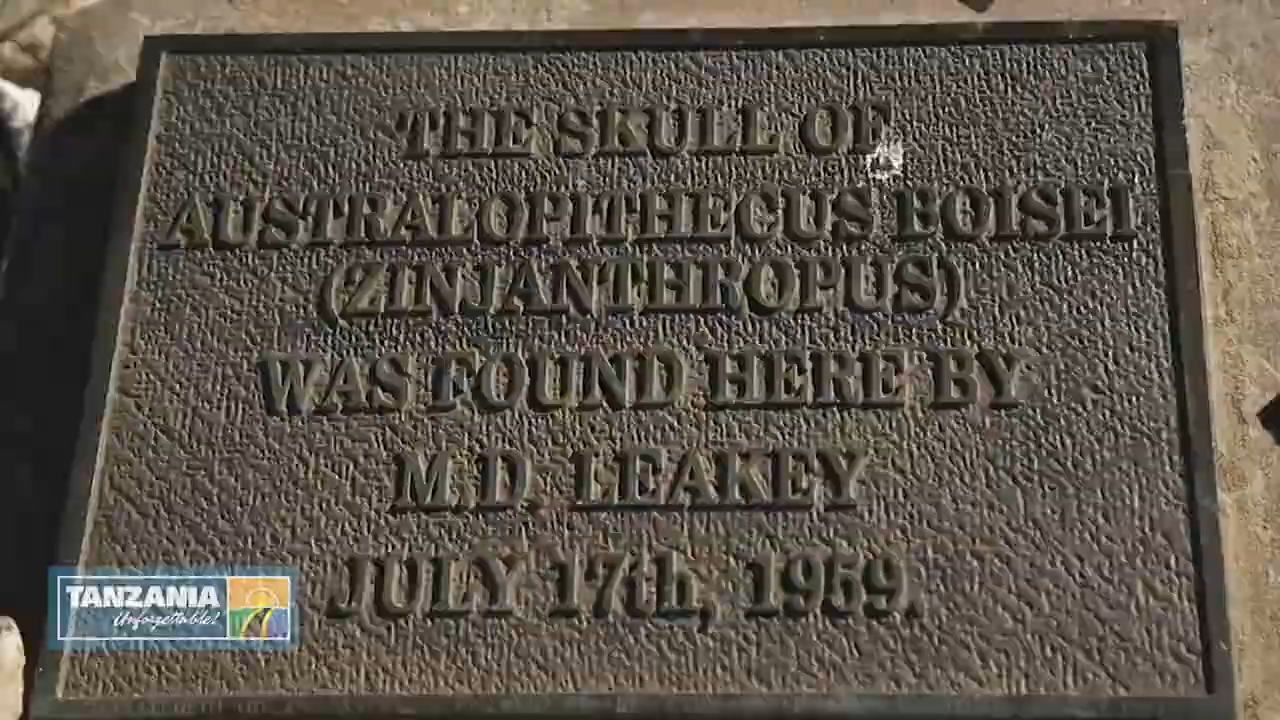 THE SKULL OF
AUSTRALOPITHECUS BOISEI
(ZINJANTHROPUS)
WAS FOUND HERE BY
M.D. LEAKEY
JULY 17th, 1959
TANZANIA
Unforgettable!